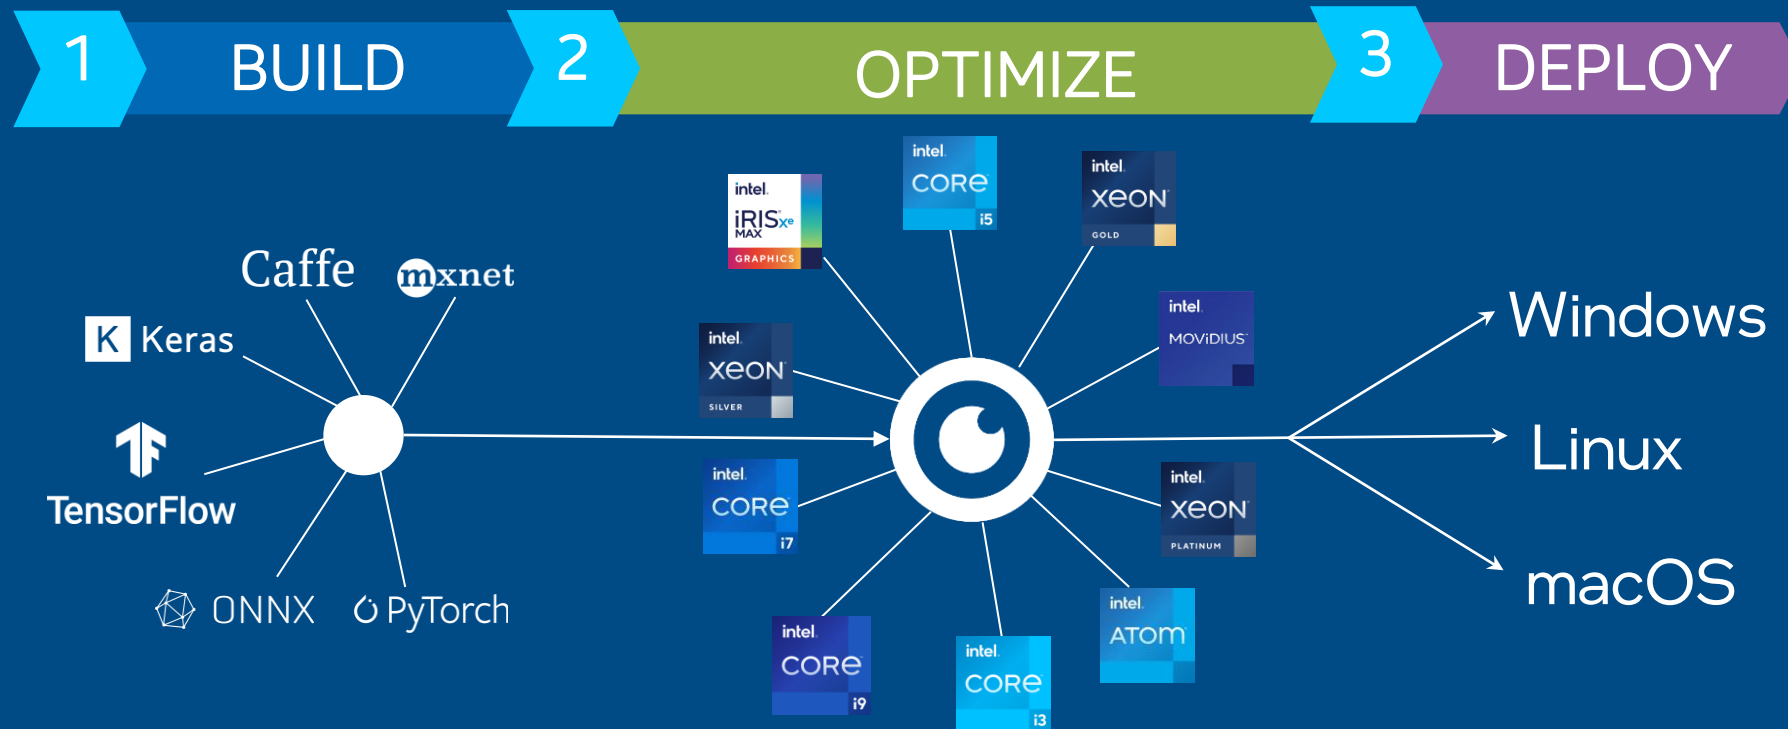 1 BUILD 2 OPTIMIZE 3 DEPLOY
Caffe
mxnet
K Keras
TensorFlow
ONNX
PyTorch
intel.
iRIS Xe
MAX
GRAPHICS
intel.
CORE
i5
intel.
XEON
GOLD
intel.
XEON
SILVER
intel.
MOVIDIUS
intel.
CORE
i7
intel.
XEON
PLATINUM
intel.
CORE
i9
intel.
CORE
i3
intel.
ATOM
Windows
Linux
macOS